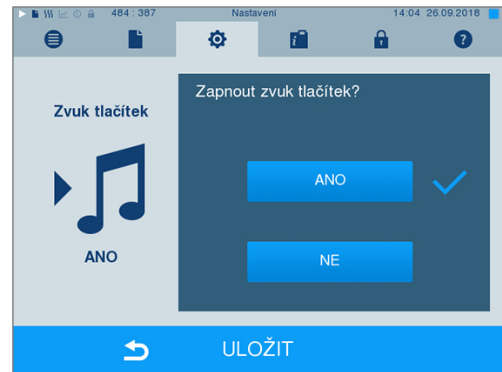 484 : 387 Nastavení 14:04 26.09.2018
Zvuk tlačítek
ANO
Zapnout zvuk tlačítek?
ANO
NE
ULOŽIT